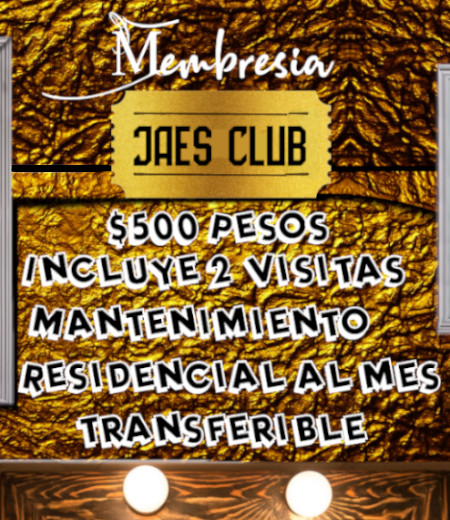 Membresia
JAES CLUB
$500 PESOS
INCLUYE 2 VISITAS
MANTENIMIENTO
RESIDENCIAL AL MES
TRANSFERIBLE